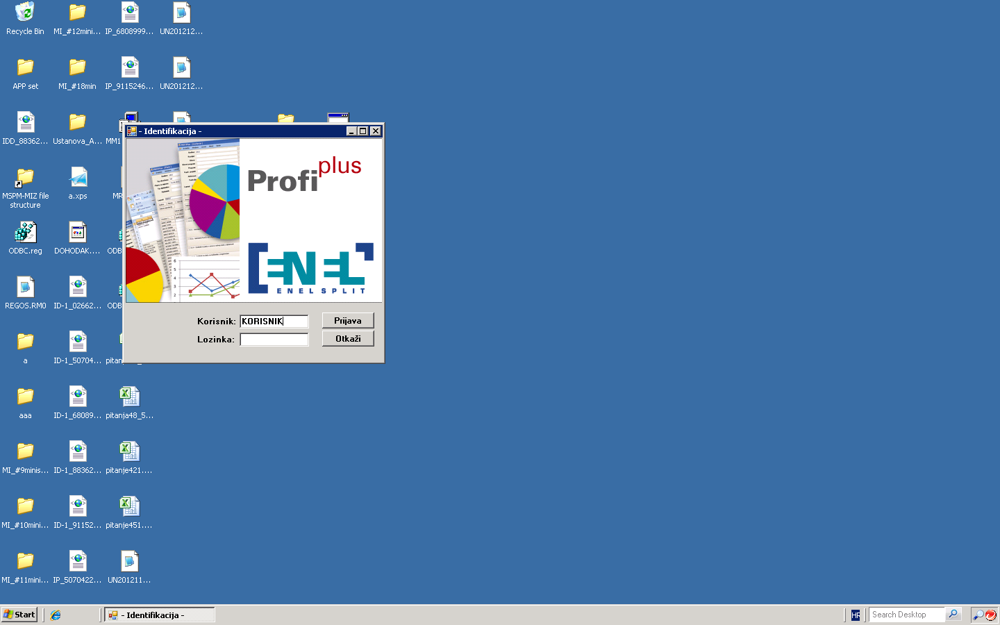 Recycle Bin
MI_#12mini...
IP_6808999...
UN201212...
APP set
MI_#18min
IP_9115246...
UN201212...
IDD_88362...
Ustanova_A...
MM1
MSPM-MIZ file
structure
a.xps
MR
ODBC.reg
DOHODAK....
ODB
REGOS.RM0
ID-1_02662...
ODB
a
ID-1_50704...
pitan
aaa
ID-1_68089...
pitanja48_5...
MI_#9minis...
ID-1_88362...
pitanje421....
MI_#10mini...
ID-1_91152...
pitanje451....
MI_#11mini...
IP_5070422...
UN201211...
- Identifikacija -
Profi plus
ENEL
ENEL SPLIT
Korisnik: KORISNIK Prijava
Lozinka: Otkaži
Start
- Identifikacija -
HR
Search Desktop